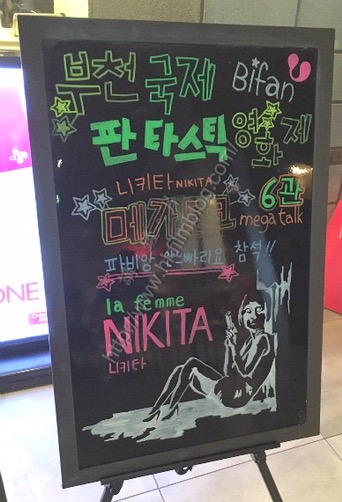 부천 국제 Bifan
판타스틱 영화제
니키타 NIKITA 6관
메가토크 mega talk
파비앙 안느빠리요 참석!!
la femme
NIKITA
니키타
ONE